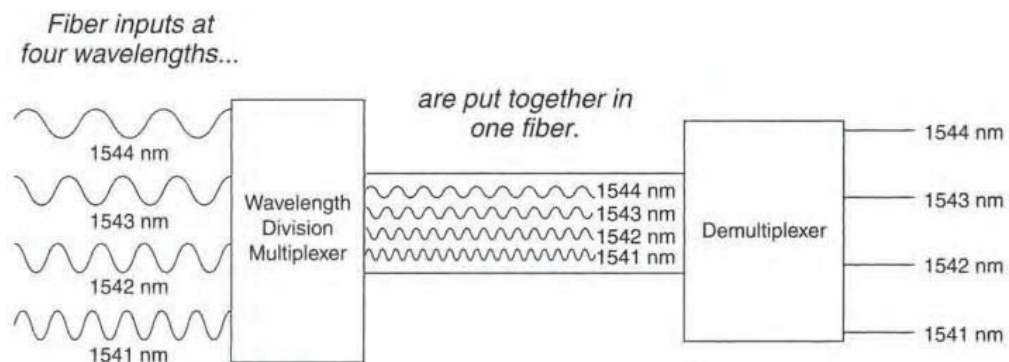 Fiber inputs at
four wavelengths...
1544 nm
1543 nm
1542 nm
1541 nm
Wavelength
Division
Multiplexer
are put together in
one fiber.
1544 nm
1543 nm
1542 nm
1541 nm
Demultiplexer
1544 nm
1543 nm
1542 nm
1541 nm